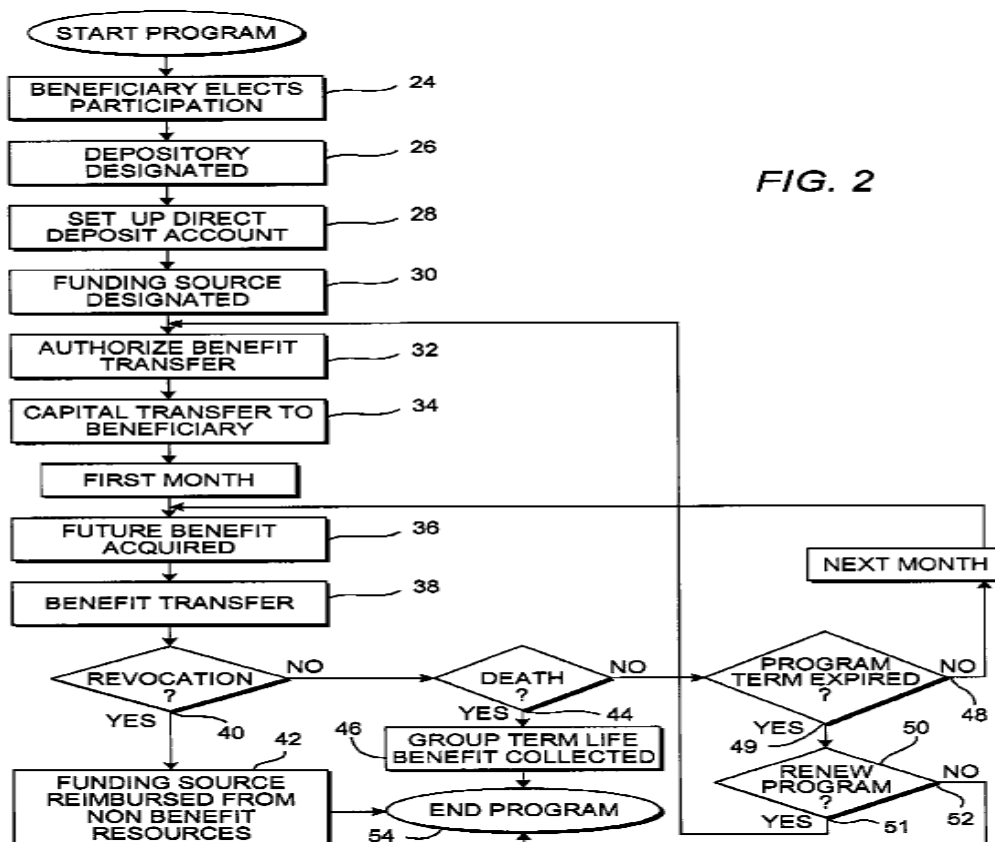 START PROGRAM
BENEFICIARY ELECTS
PARTICIPATION
24
DEPOSITORY
DESIGNATED
26
FIG. 2
SET UP DIRECT
DEPOSIT ACCOUNT
28
FUNDING SOURCE
DESIGNATED
30
AUTHORIZE BENEFIT
TRANSFER
32
CAPITAL TRANSFER TO
BENEFICIARY
34
FIRST MONTH
FUTURE BENEFIT
ACQUIRED
36
NEXT MONTH
BENEFIT TRANSFER
38
REVOCATION
?
NO
YES
40
DEATH
?
NO
YES
44
PROGRAM
TERM EXPIRED
?
NO
48
YES
49
42
FUNDING SOURCE
REIMBURSED FROM
NON BENEFIT
RESOURCES
46
GROUP TERM LIFE
BENEFIT COLLECTED
50
RENEW
PROGRAM
?
NO
52
YES
51
END PROGRAM
54